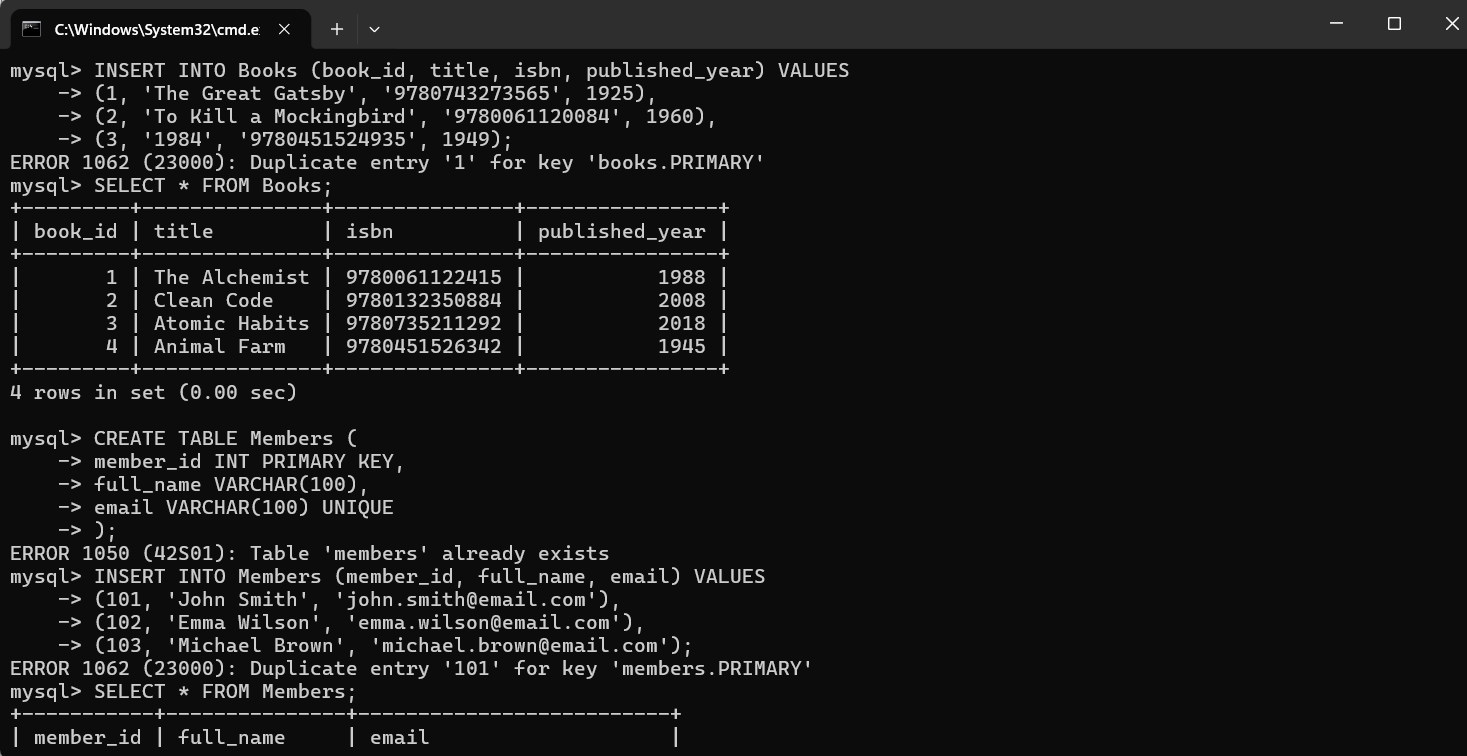 C:\Windows\System32\cmd.e
mysql> INSERT INTO Books (book_id, title, isbn, published_year) VALUES
    -> (1, 'The Great Gatsby', '9780743273565', 1925),
    -> (2, 'To Kill a Mockingbird', '9780061120084', 1960),
    -> (3, '1984', '9780451524935', 1949);
ERROR 1062 (23000): Duplicate entry '1' for key 'books.PRIMARY'
mysql> SELECT * FROM Books;
+---------+---------------+---------------+----------------+
| book_id | title         | isbn          | published_year |
+---------+---------------+---------------+----------------+
|       1 | The Alchemist | 9780061122415 |           1988 |
|       2 | Clean Code    | 9780132350884 |           2008 |
|       3 | Atomic Habits | 9780735211292 |           2018 |
|       4 | Animal Farm   | 9780451526342 |           1945 |
+---------+---------------+---------------+----------------+
4 rows in set (0.00 sec)

mysql> CREATE TABLE Members (
    -> member_id INT PRIMARY KEY,
    -> full_name VARCHAR(100),
    -> email VARCHAR(100) UNIQUE
    -> );
ERROR 1050 (42S01): Table 'members' already exists
mysql> INSERT INTO Members (member_id, full_name, email) VALUES
    -> (101, 'John Smith', 'john.smith@email.com'),
    -> (102, 'Emma Wilson', 'emma.wilson@email.com'),
    -> (103, 'Michael Brown', 'michael.brown@email.com');
ERROR 1062 (23000): Duplicate entry '101' for key 'members.PRIMARY'
mysql> SELECT * FROM Members;
+-----------+---------------+--------------------------+
| member_id | full_name     | email                    |